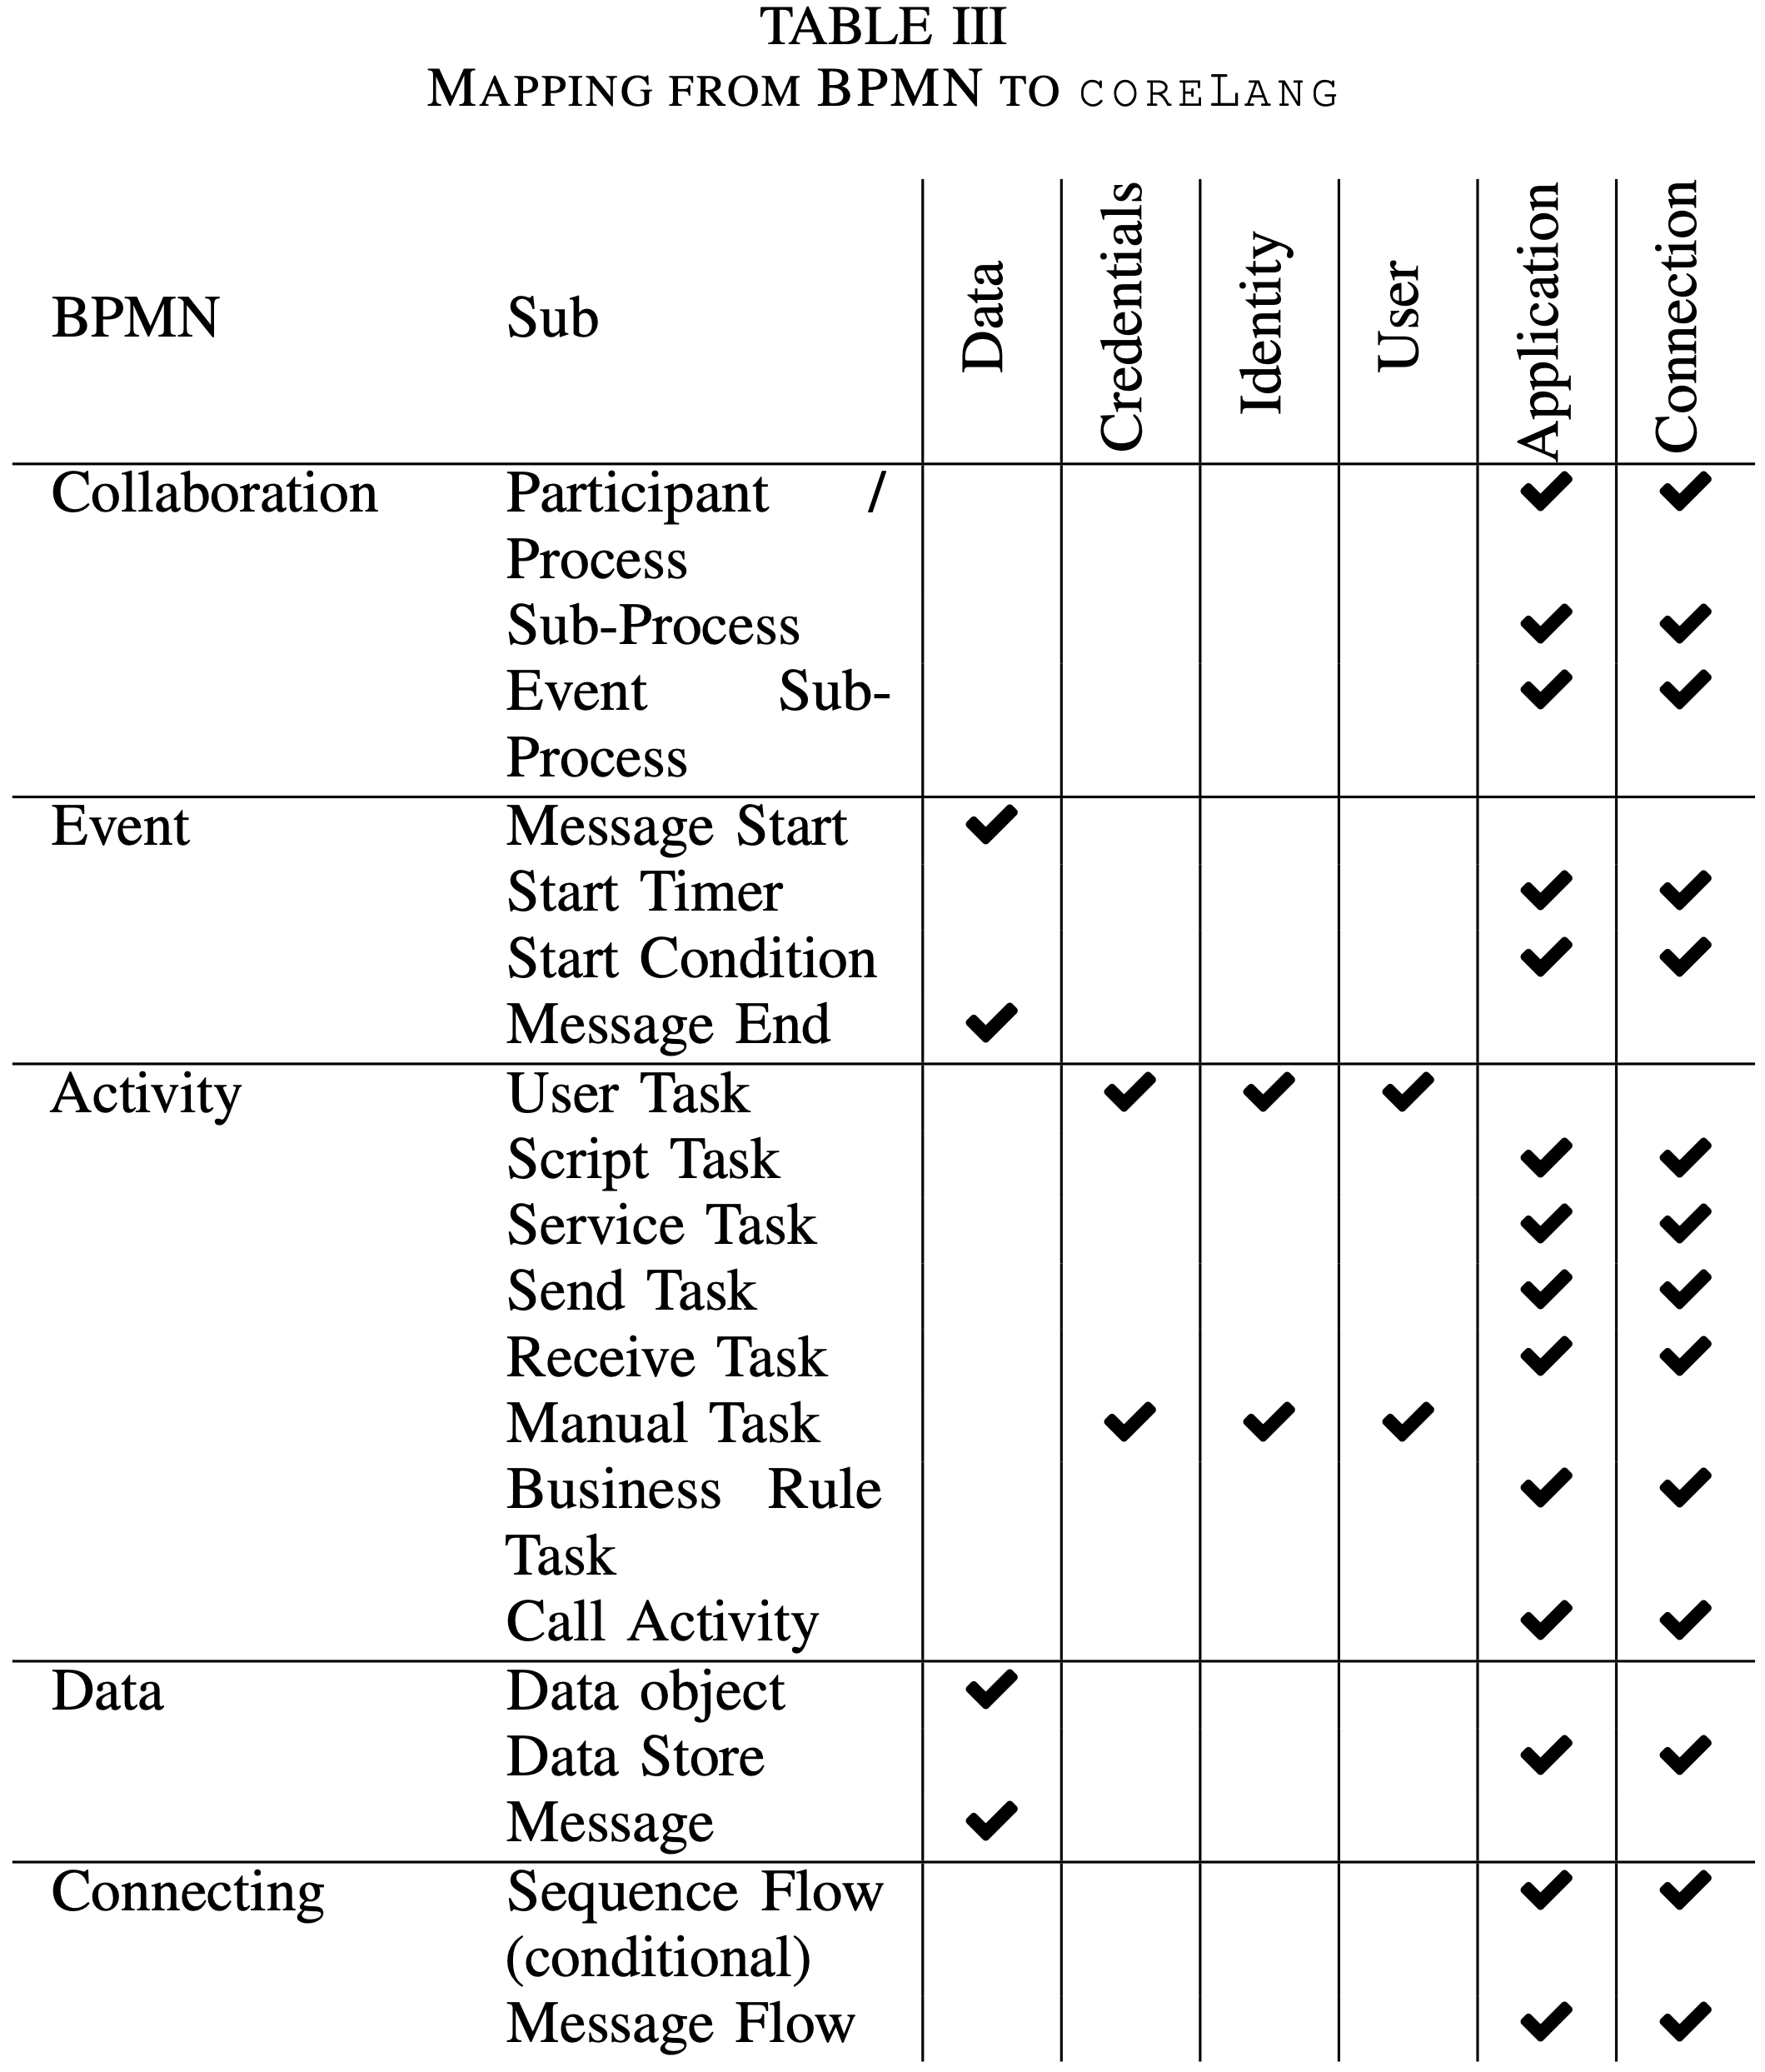 TABLE III
MAPPING FROM BPMN TO CORELANG
BPMN Sub Data Credentials Identity User Application Connection
Collaboration Participant / ✔ ✔
Process
Sub-Process ✔ ✔
Event Sub- ✔ ✔
Process
Event Message Start ✔
Start Timer ✔ ✔
Start Condition ✔ ✔
Message End ✔
Activity User Task ✔ ✔ ✔
Script Task ✔ ✔
Service Task ✔ ✔
Send Task ✔ ✔
Receive Task ✔ ✔
Manual Task ✔ ✔ ✔
Business Rule ✔ ✔
Task
Call Activity ✔ ✔
Data Data object ✔
Data Store ✔ ✔
Message ✔
Connecting Sequence Flow ✔ ✔
(conditional)
Message Flow ✔ ✔